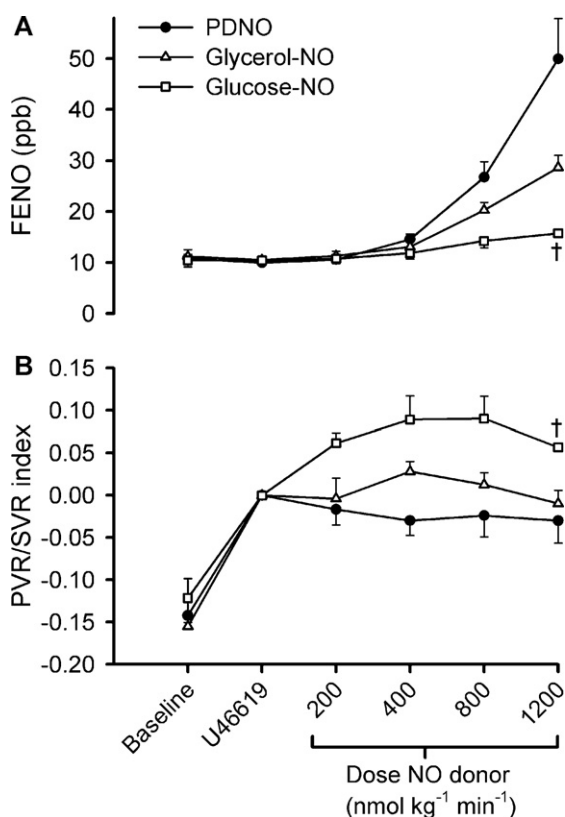 A
PDNO
Glycerol-NO
Glucose-NO
FENO (ppb)
50
40
30
20
10
0
†
B
PVR/SVR index
0.15
0.10
0.05
0.00
-0.05
-0.10
-0.15
-0.20
†
Baseline
U46619
200
400
800
1200
Dose NO donor
(nmol kg⁻¹ min⁻¹)